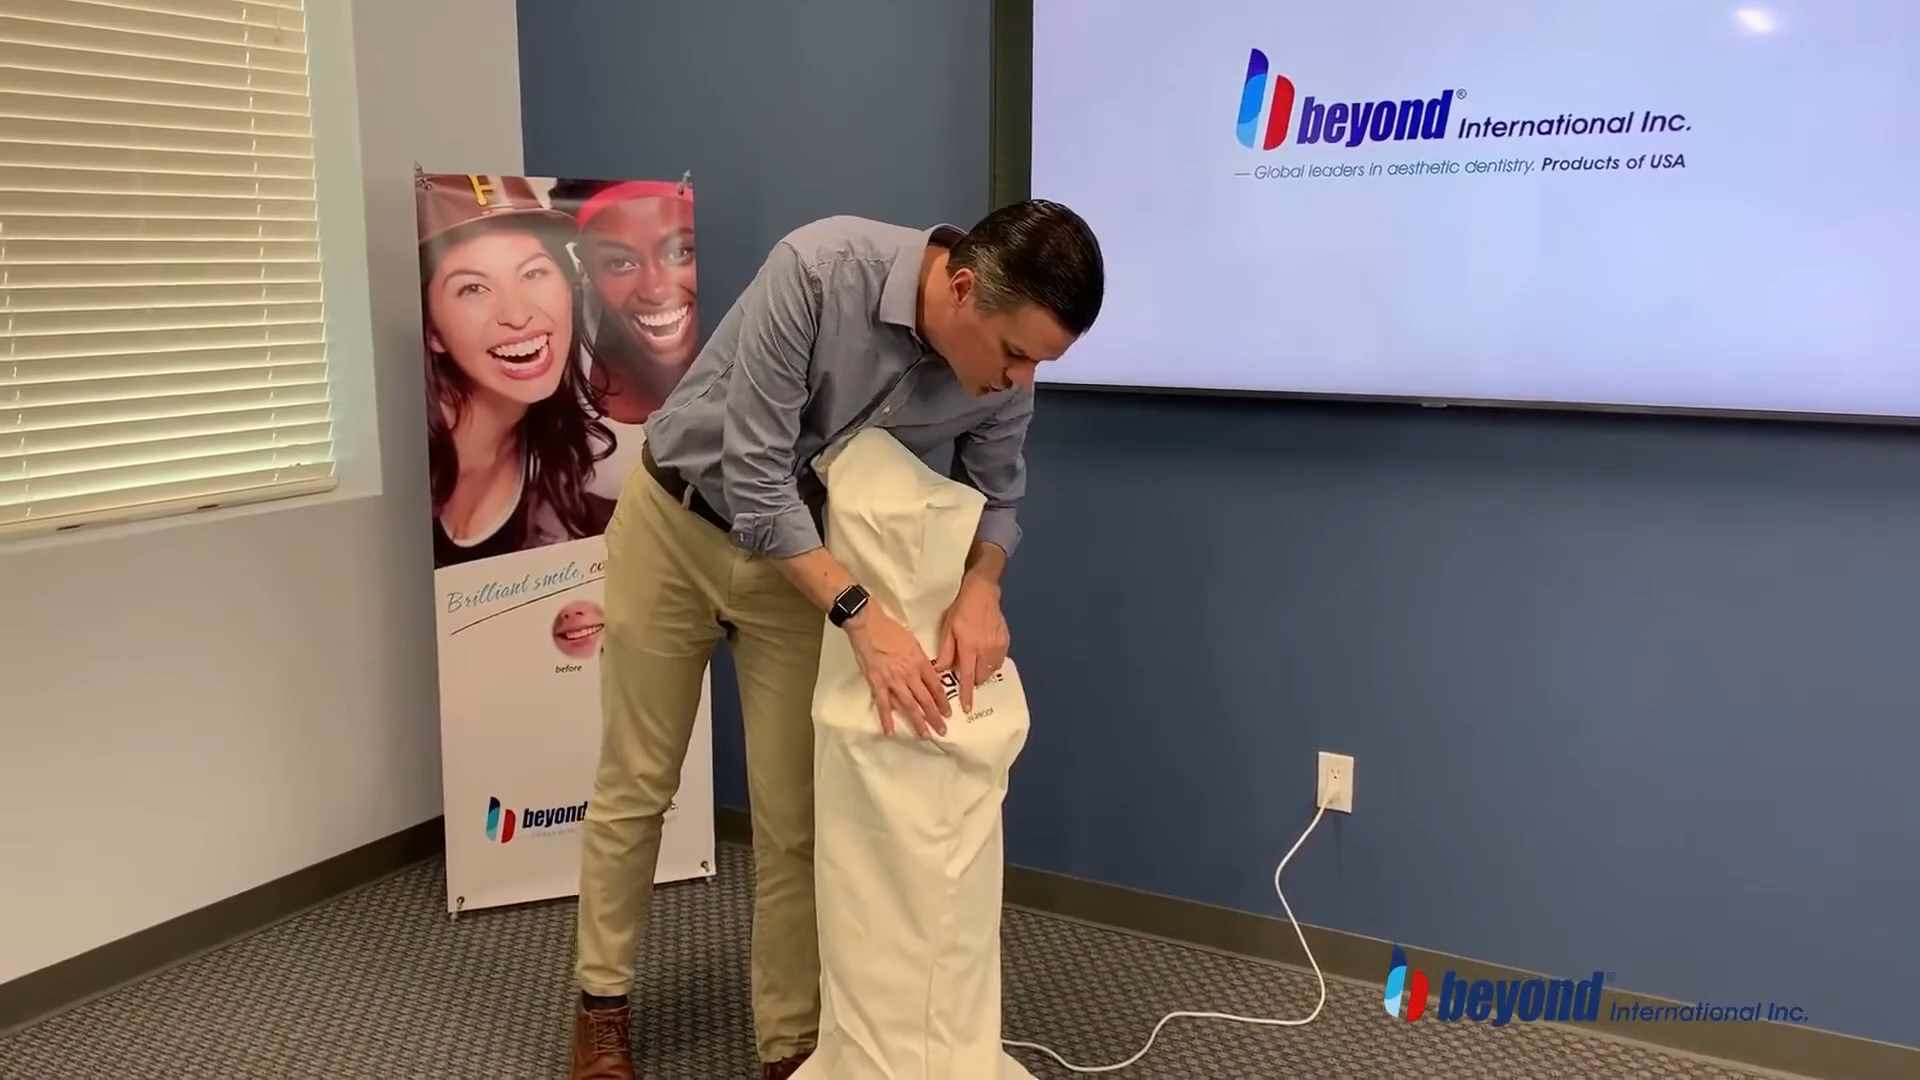 beyond® International Inc.
— Global leaders in aesthetic dentistry. Products of USA
Brilliant smile, co
before
beyond
beyond® International Inc.